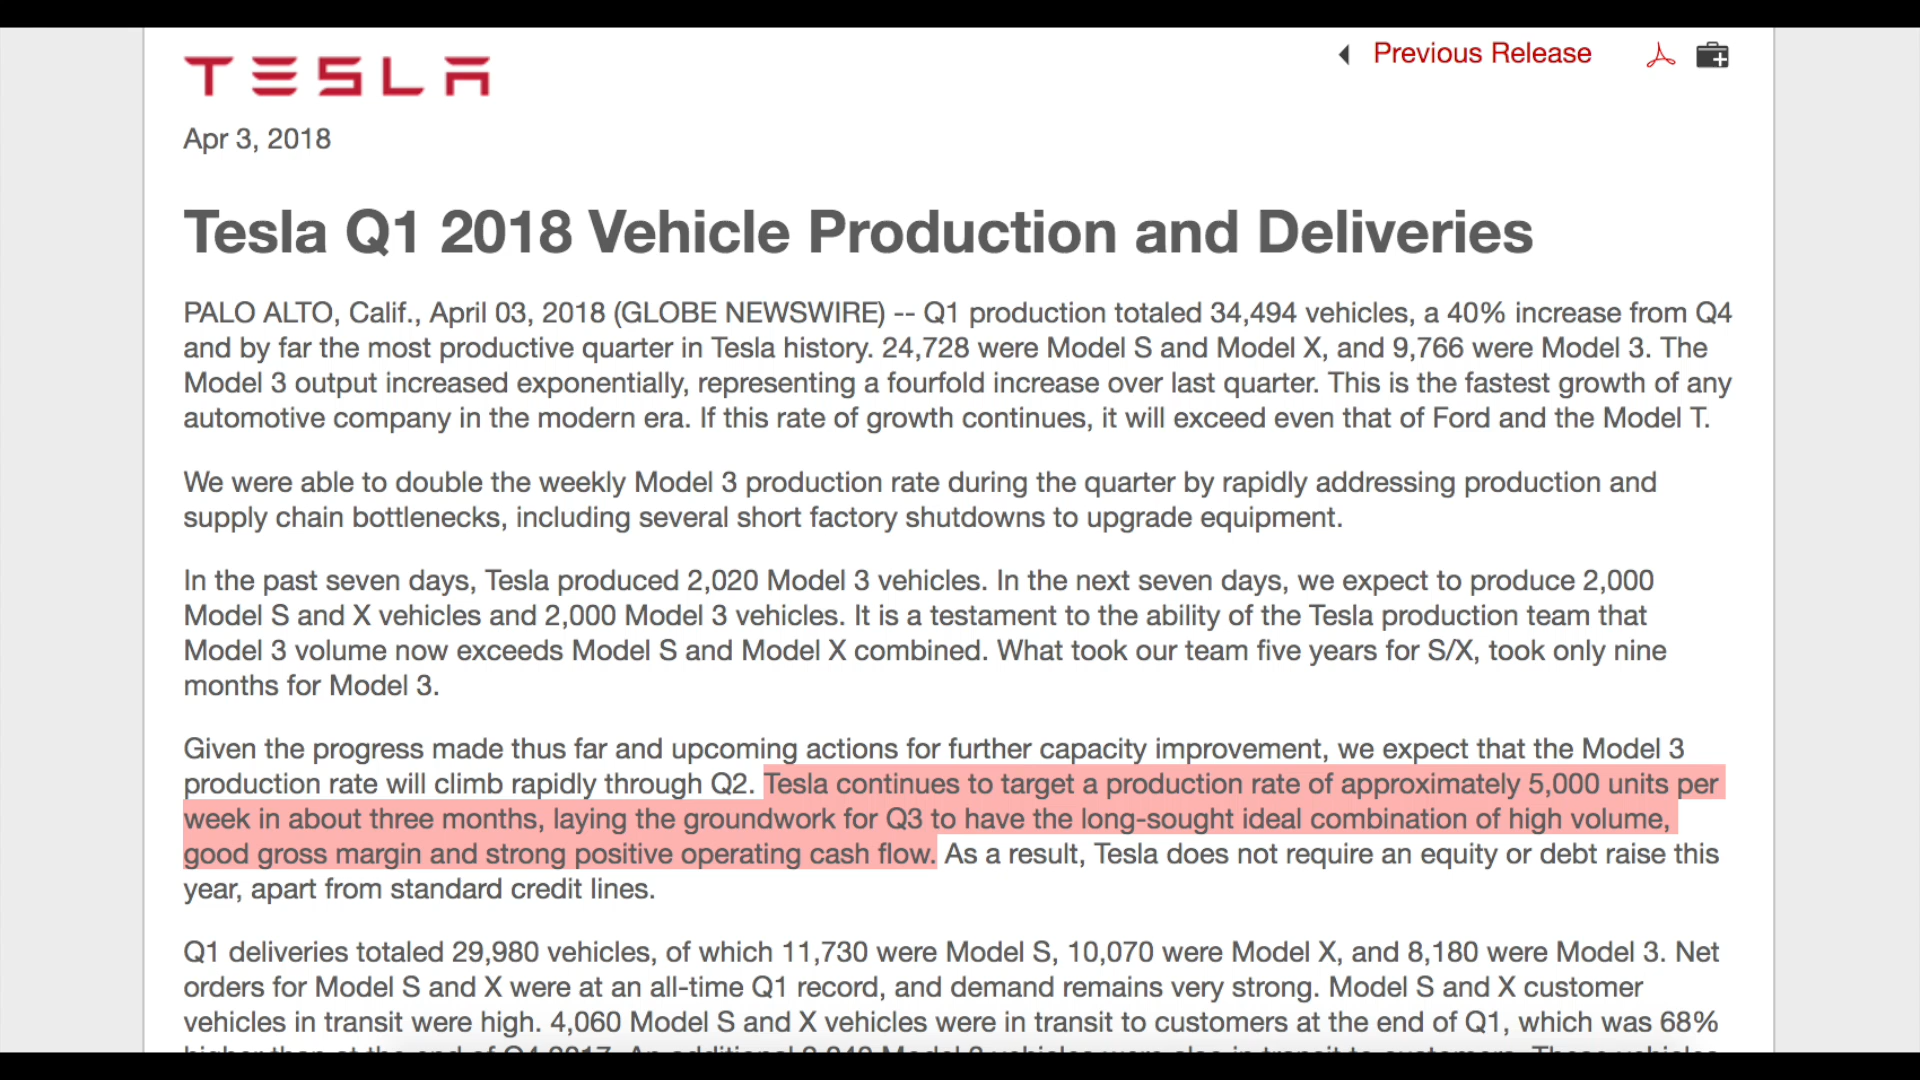 TESLA
Previous Release
Apr 3, 2018
Tesla Q1 2018 Vehicle Production and Deliveries
PALO ALTO, Calif., April 03, 2018 (GLOBE NEWSWIRE) -- Q1 production totaled 34,494 vehicles, a 40% increase from Q4
and by far the most productive quarter in Tesla history. 24,728 were Model S and Model X, and 9,766 were Model 3. The
Model 3 output increased exponentially, representing a fourfold increase over last quarter. This is the fastest growth of any
automotive company in the modern era. If this rate of growth continues, it will exceed even that of Ford and the Model T.
We were able to double the weekly Model 3 production rate during the quarter by rapidly addressing production and
supply chain bottlenecks, including several short factory shutdowns to upgrade equipment.
In the past seven days, Tesla produced 2,020 Model 3 vehicles. In the next seven days, we expect to produce 2,000
Model S and X vehicles and 2,000 Model 3 vehicles. It is a testament to the ability of the Tesla production team that
Model 3 volume now exceeds Model S and Model X combined. What took our team five years for S/X, took only nine
months for Model 3.
Given the progress made thus far and upcoming actions for further capacity improvement, we expect that the Model 3
production rate will climb rapidly through Q2. Tesla continues to target a production rate of approximately 5,000 units per
week in about three months, laying the groundwork for Q3 to have the long-sought ideal combination of high volume,
good gross margin and strong positive operating cash flow. As a result, Tesla does not require an equity or debt raise this
year, apart from standard credit lines.
Q1 deliveries totaled 29,980 vehicles, of which 11,730 were Model S, 10,070 were Model X, and 8,180 were Model 3. Net
orders for Model S and X were at an all-time Q1 record, and demand remains very strong. Model S and X customer
vehicles in transit were high. 4,060 Model S and X vehicles were in transit to customers at the end of Q1, which was 68%